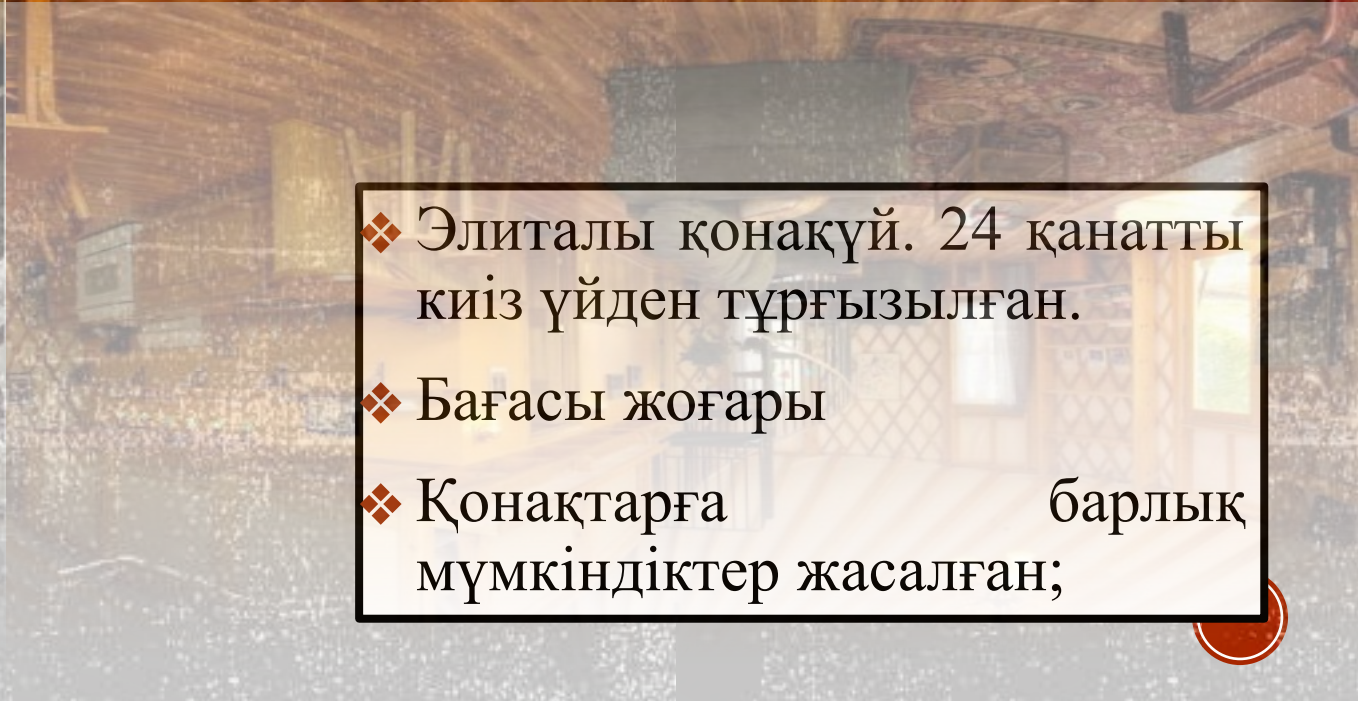 Элиталы қонақүй. 24 қанатты
киіз үйден тұрғызылған.
Бағасы жоғары
Қонақтарға барлық
мүмкіндіктер жасалған;